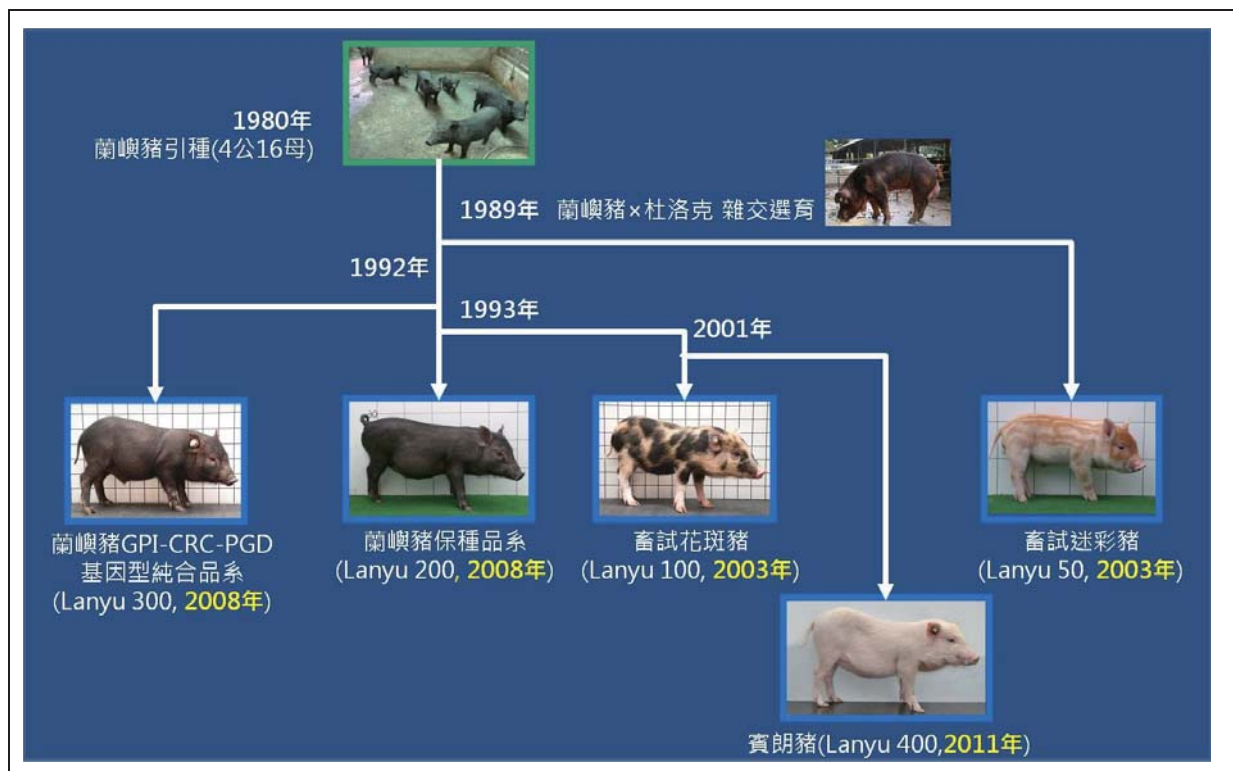 1980年
蘭嶼豬引種(4公16母)
1989年 蘭嶼豬×杜洛克 雜交選育
1992年
1993年
2001年
蘭嶼豬GPI-CRC-PGD
基因型純合品系
(Lanyu 300, 2008年)
蘭嶼豬保種品系
(Lanyu 200, 2008年)
畜試花斑豬
(Lanyu 100, 2003年)
畜試迷彩豬
(Lanyu 50, 2003年)
賓朗豬(Lanyu 400,2011年)